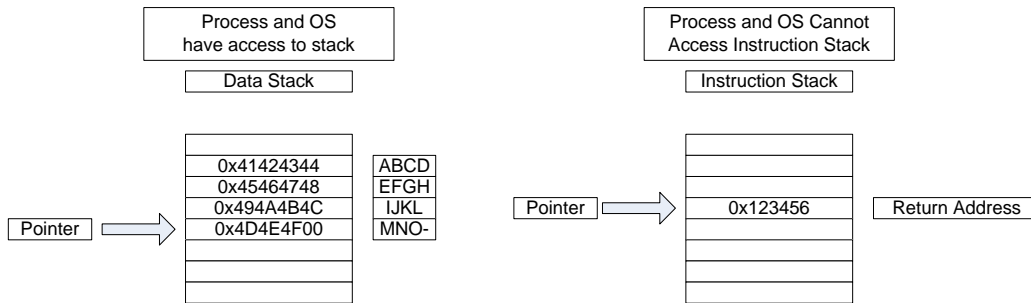 Process and OS
have access to stack
Data Stack
0x41424344 ABCD
0x45464748 EFGH
0x494A4B4C IJKL
Pointer 0x4D4E4F00 MNO-
Process and OS Cannot
Access Instruction Stack
Instruction Stack
Pointer 0x123456 Return Address